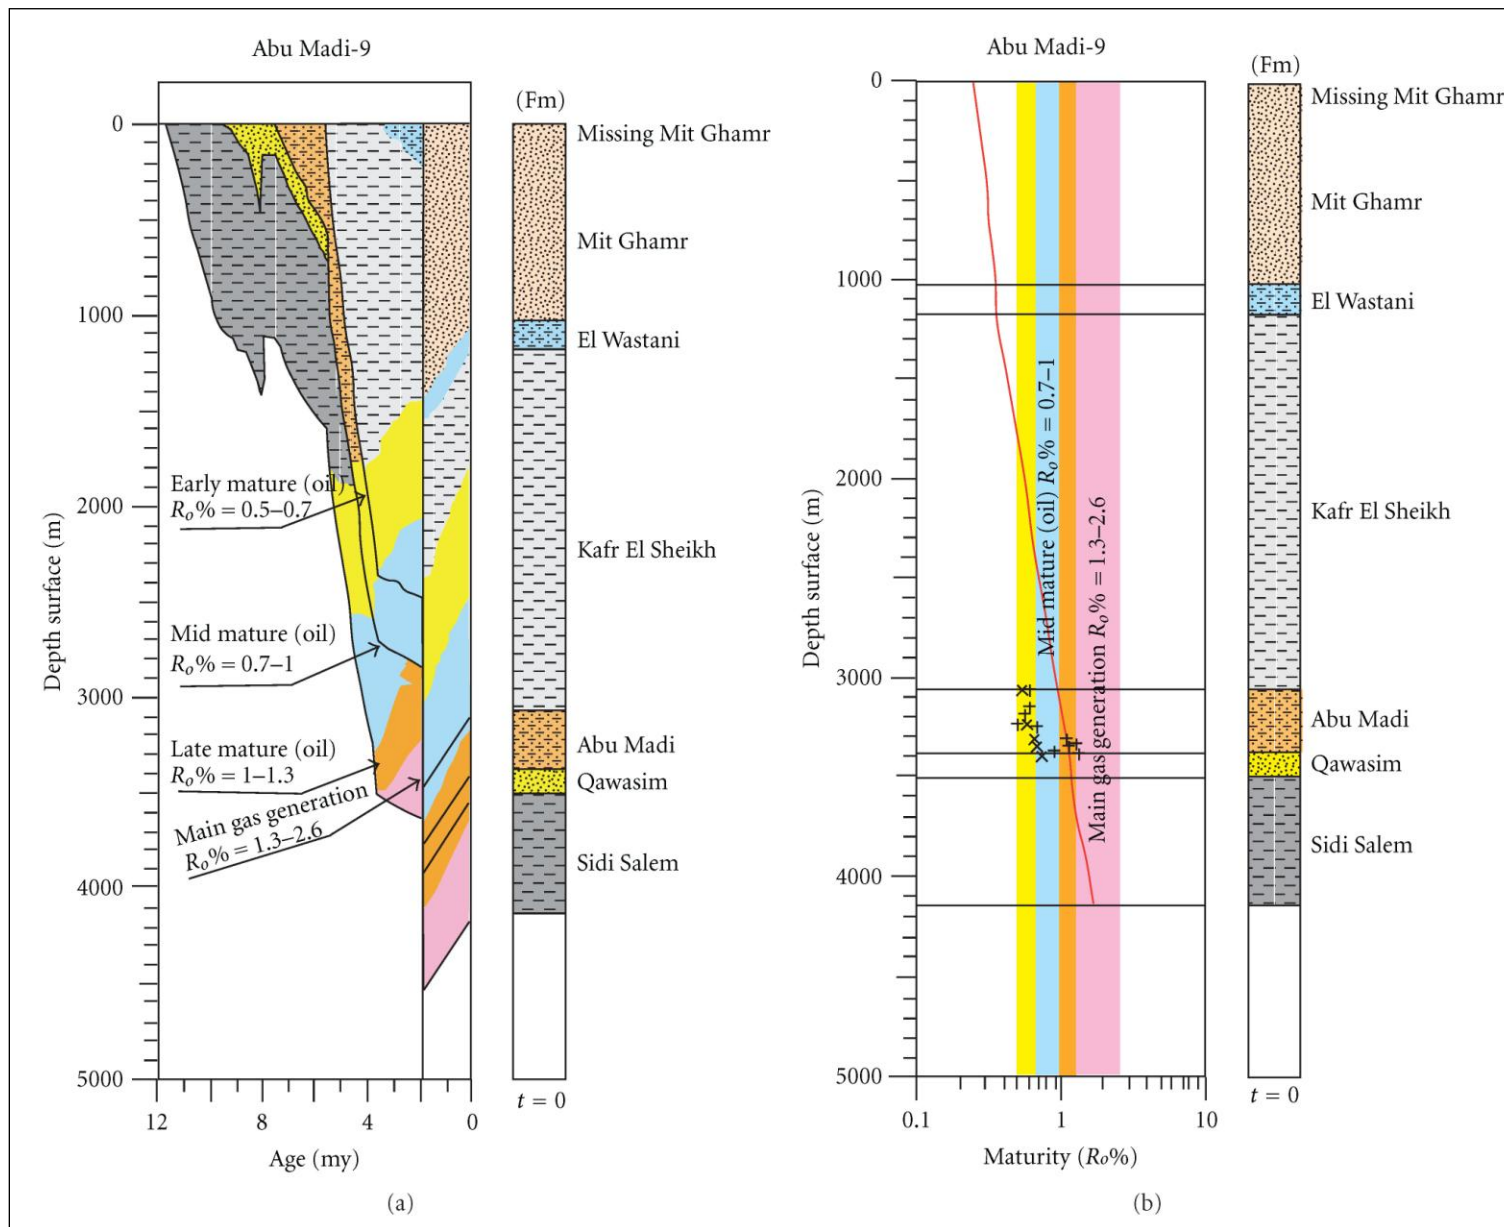 Abu Madi-9
(Fm)
0
1000
2000
3000
4000
5000
Depth surface (m)
Early mature (oil)
Ro% = 0.5–0.7
Mid mature (oil)
Ro% = 0.7–1
Late mature (oil)
Ro% = 1–1.3
Main gas generation
Ro% = 1.3–2.6
12
8
4
0
Age (my)
(a)
Missing Mit Ghamr
Mit Ghamr
El Wastani
Kafr El Sheikh
Abu Madi
Qawasim
Sidi Salem
t = 0
Abu Madi-9
(Fm)
0
1000
2000
3000
4000
5000
Depth surface (m)
Mid mature (oil) Ro% = 0.7–1
Main gas generation Ro% = 1.3–2.6
0.1
1
10
Maturity (Ro%)
(b)
Missing Mit Ghamr
Mit Ghamr
El Wastani
Kafr El Sheikh
Abu Madi
Qawasim
Sidi Salem
t = 0